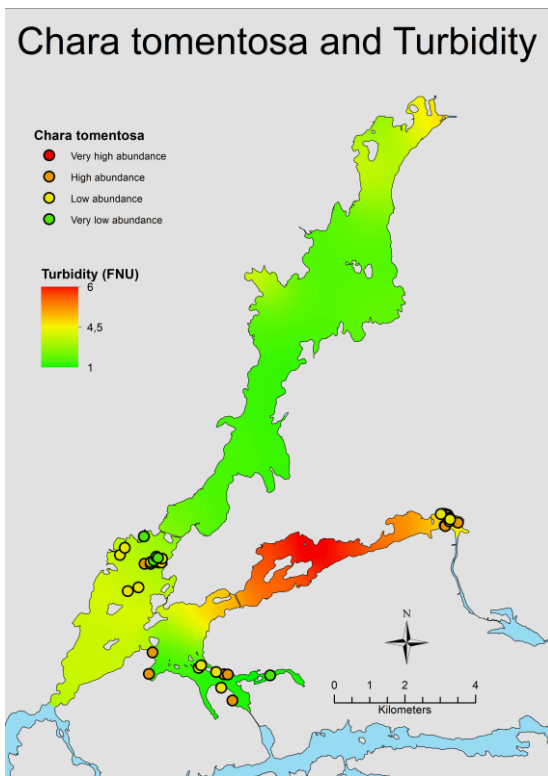 Chara tomentosa and Turbidity
Chara tomentosa
Very high abundance
High abundance
Low abundance
Very low abundance
Turbidity (FNU)
6
4,5
1
N
0 1 2 4
Kilometers